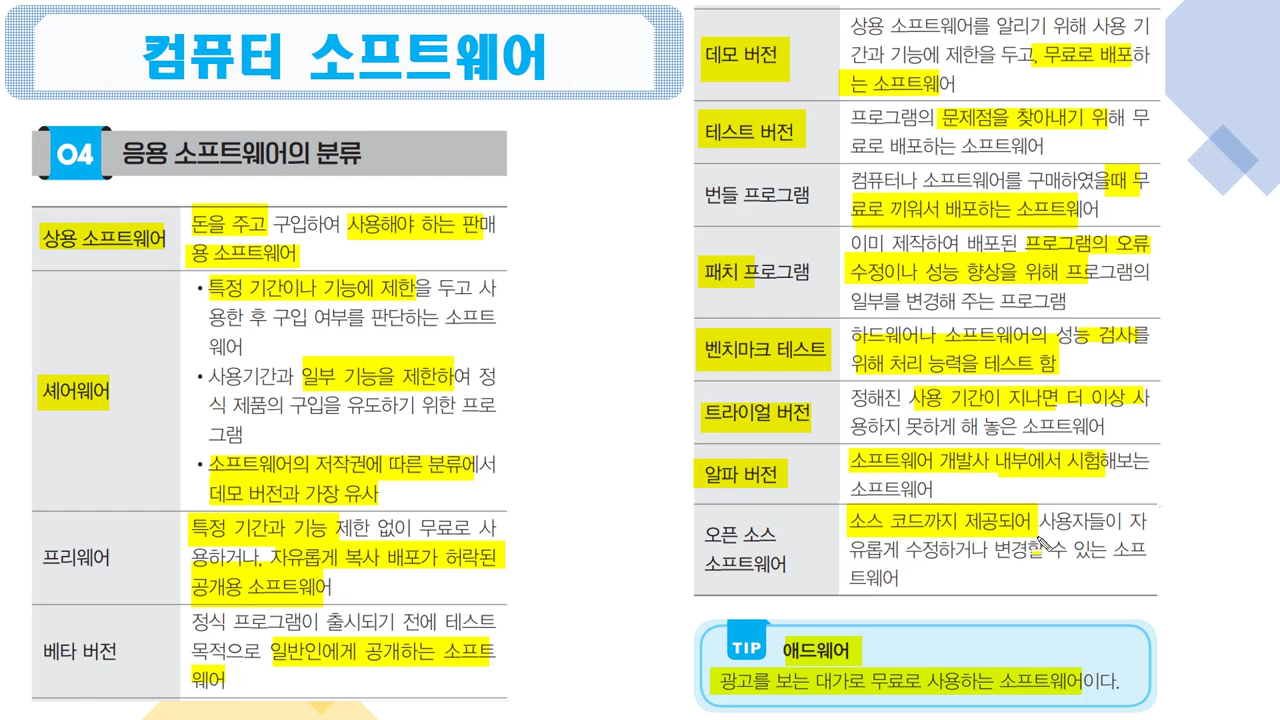 컴퓨터 소프트웨어
04 응용 소프트웨어의 분류
상용 소프트웨어
돈을 주고 구입하여 사용해야 하는 판매
용 소프트웨어
셰어웨어
• 특정 기간이나 기능에 제한을 두고 사
용한 후 구입 여부를 판단하는 소프트
웨어
• 사용기간과 일부 기능을 제한하여 정
식 제품의 구입을 유도하기 위한 프로
그램
• 소프트웨어의 저작권에 따른 분류에서
데모 버전과 가장 유사
프리웨어
특정 기간과 기능 제한 없이 무료로 사
용하거나, 자유롭게 복사 배포가 허락된
공개용 소프트웨어
베타 버전
정식 프로그램이 출시되기 전에 테스트
목적으로 일반인에게 공개하는 소프트
웨어
데모 버전
상용 소프트웨어를 알리기 위해 사용 기
간과 기능에 제한을 두고, 무료로 배포하
는 소프트웨어
테스트 버전
프로그램의 문제점을 찾아내기 위해 무
료로 배포하는 소프트웨어
번들 프로그램
컴퓨터나 소프트웨어를 구매하였을때 무
료로 끼워서 배포하는 소프트웨어
패치 프로그램
이미 제작하여 배포된 프로그램의 오류
수정이나 성능 향상을 위해 프로그램의
일부를 변경해 주는 프로그램
벤치마크 테스트
하드웨어나 소프트웨어의 성능 검사를
위해 처리 능력을 테스트 함
트라이얼 버전
정해진 사용 기간이 지나면 더 이상 사
용하지 못하게 해 놓은 소프트웨어
알파 버전
소프트웨어 개발사 내부에서 시험해보는
소프트웨어
오픈 소스
소프트웨어
소스 코드까지 제공되어 사용자들이 자
유롭게 수정하거나 변경할 수 있는 소프
트웨어
TIP 애드웨어
광고를 보는 대가로 무료로 사용하는 소프트웨어이다.